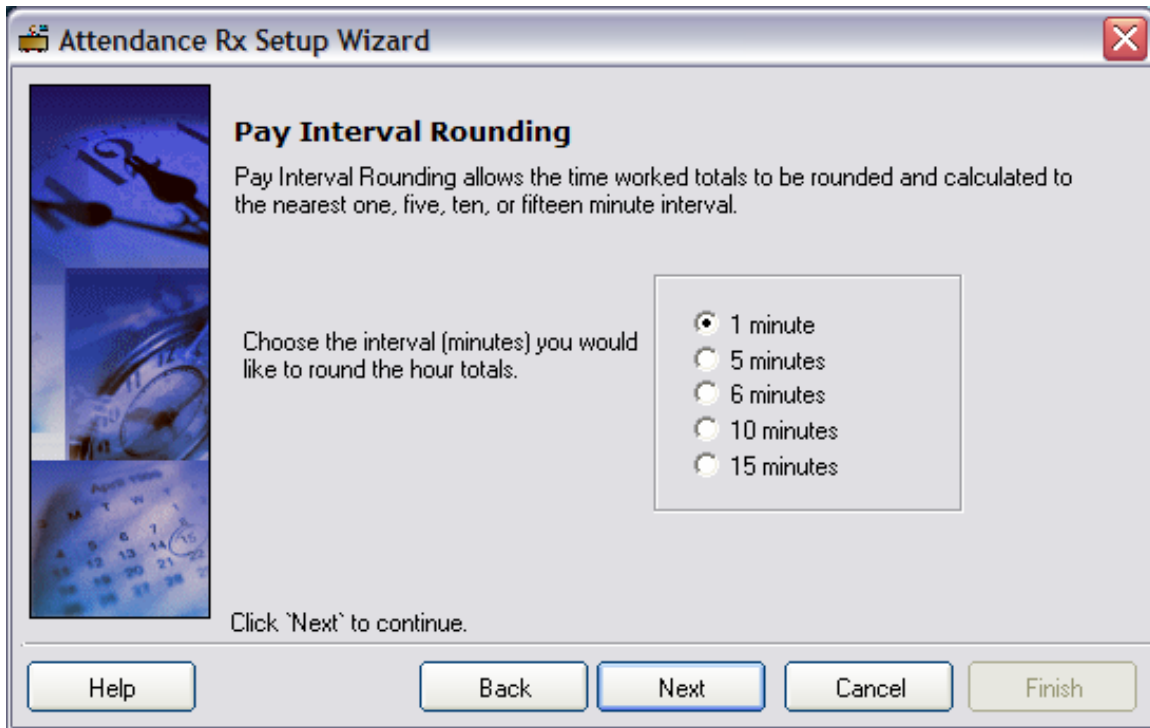 Attendance Rx Setup Wizard
Pay Interval Rounding
Pay Interval Rounding allows the time worked totals to be rounded and calculated to
the nearest one, five, ten, or fifteen minute interval.
Choose the interval (minutes) you would
like to round the hour totals.
1 minute
5 minutes
6 minutes
10 minutes
15 minutes
Click `Next` to continue.
Help
Back
Next
Cancel
Finish